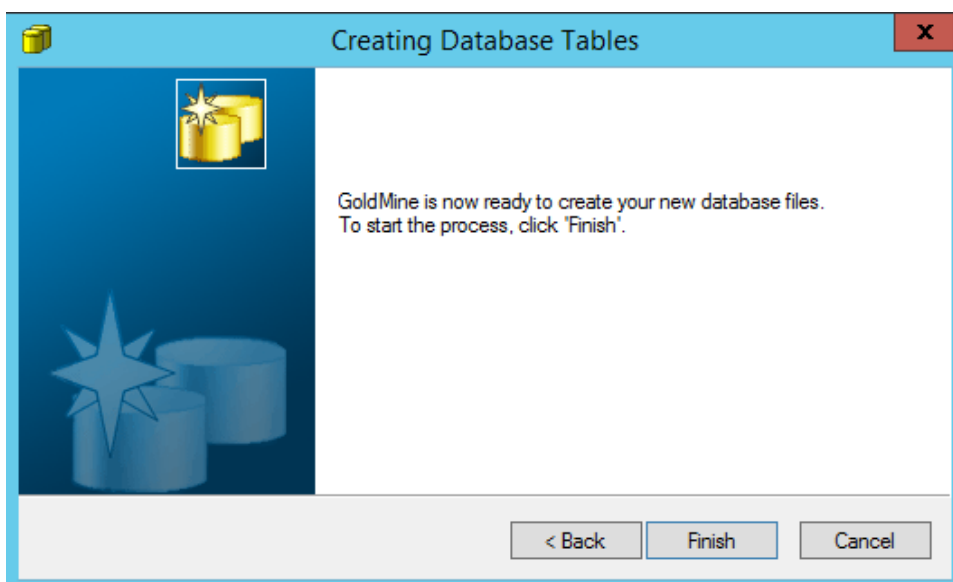 Creating Database Tables
x
GoldMine is now ready to create your new database files.
To start the process, click 'Finish'.
< Back
Finish
Cancel